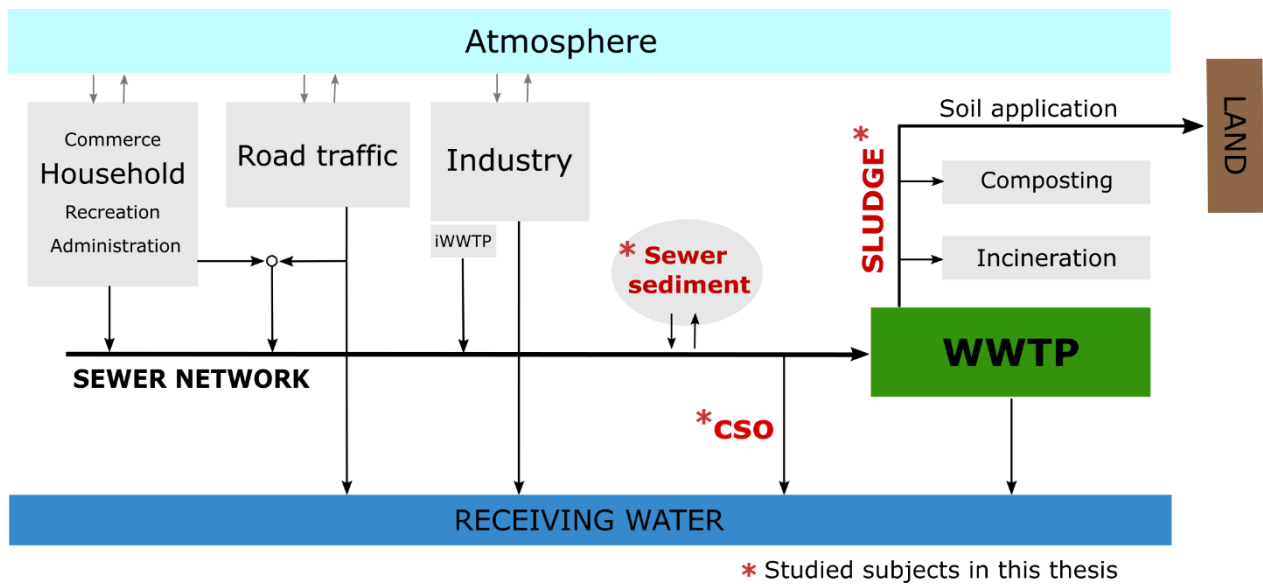 Atmosphere
Commerce
Household
Recreation
Administration
Road traffic
Industry
iWWTP
* Sewer
sediment
SLUDGE*
Soil application
Composting
Incineration
LAND
WWTP
SEWER NETWORK
*CSO
RECEIVING WATER
* Studied subjects in this thesis